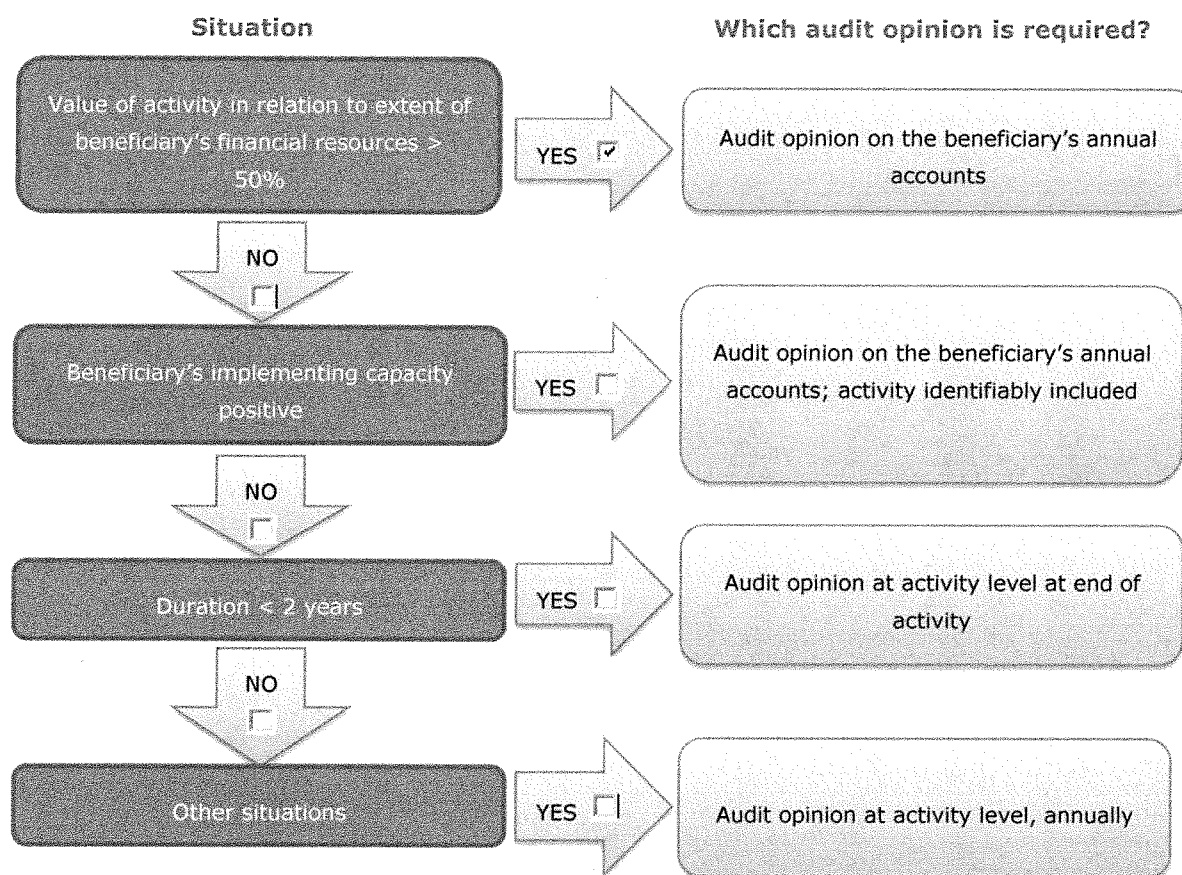 Situation
Which audit opinion is required?
Value of activity in relation to extent of
beneficiary's financial resources >
50%
YES
Audit opinion on the beneficiary's annual
accounts
NO
Beneficiary's implementing capacity
positive
YES
Audit opinion on the beneficiary's annual
accounts; activity identifiably included
NO
Duration < 2 years
YES
Audit opinion at activity level at end of
activity
NO
Other situations
YES
Audit opinion at activity level, annually